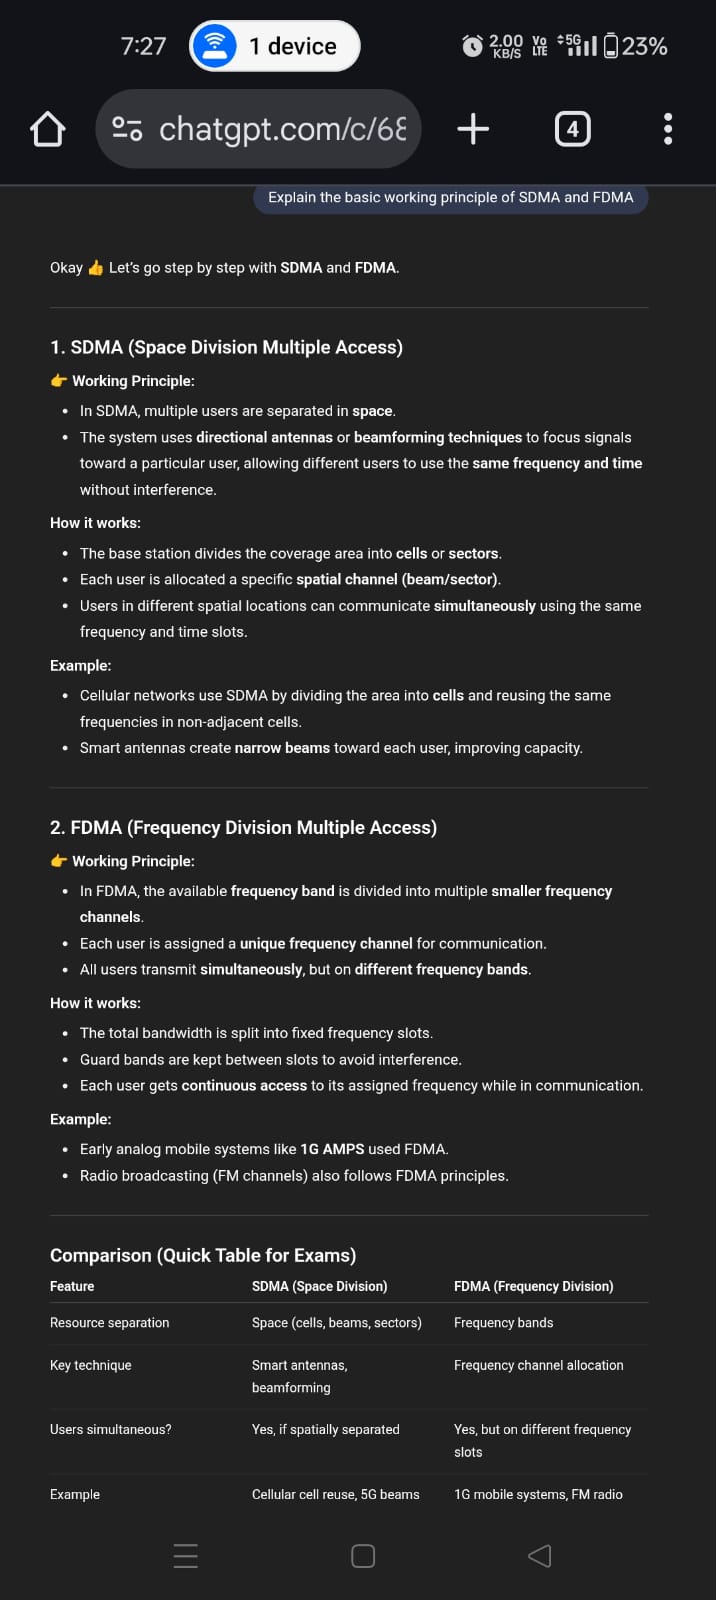 7:27
1 device
2.00 KB/S
Vo LTE
5G
23%
chatgpt.com/c/68
4
Explain the basic working principle of SDMA and FDMA
Okay 👍 Let's go step by step with SDMA and FDMA.
1. SDMA (Space Division Multiple Access)
👉 Working Principle:
• In SDMA, multiple users are separated in space.
• The system uses directional antennas or beamforming techniques to focus signals
toward a particular user, allowing different users to use the same frequency and time
without interference.
How it works:
• The base station divides the coverage area into cells or sectors.
• Each user is allocated a specific spatial channel (beam/sector).
• Users in different spatial locations can communicate simultaneously using the same
frequency and time slots.
Example:
• Cellular networks use SDMA by dividing the area into cells and reusing the same
frequencies in non-adjacent cells.
• Smart antennas create narrow beams toward each user, improving capacity.
2. FDMA (Frequency Division Multiple Access)
👉 Working Principle:
• In FDMA, the available frequency band is divided into multiple smaller frequency
channels.
• Each user is assigned a unique frequency channel for communication.
• All users transmit simultaneously, but on different frequency bands.
How it works:
• The total bandwidth is split into fixed frequency slots.
• Guard bands are kept between slots to avoid interference.
• Each user gets continuous access to its assigned frequency while in communication.
Example:
• Early analog mobile systems like 1G AMPS used FDMA.
• Radio broadcasting (FM channels) also follows FDMA principles.
Comparison (Quick Table for Exams)
Feature SDMA (Space Division) FDMA (Frequency Division)
Resource separation Space (cells, beams, sectors) Frequency bands
Key technique Smart antennas, Frequency channel allocation
beamforming
Users simultaneous? Yes, if spatially separated Yes, but on different frequency
slots
Example Cellular cell reuse, 5G beams 1G mobile systems, FM radio